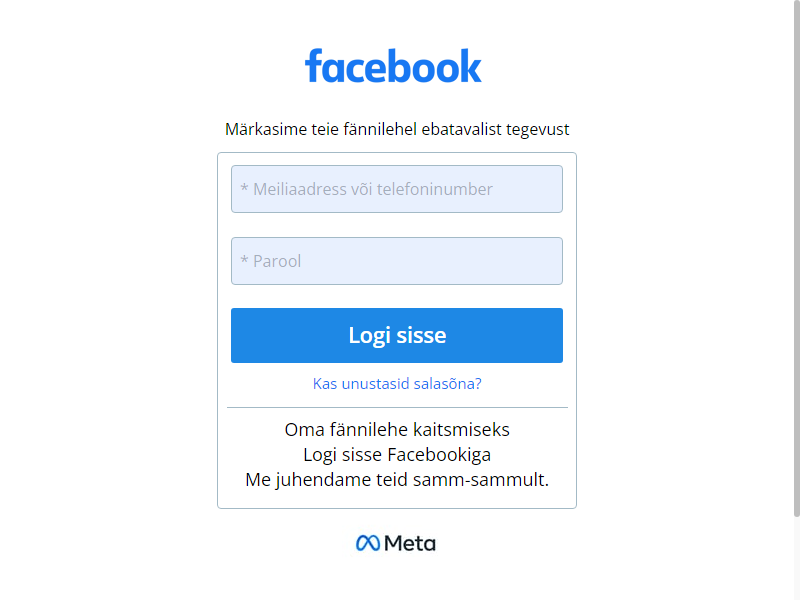 facebook
Märkasime teie fännilehel ebatavalist tegevust
* Meiliaadress või telefoninumber
* Parool
Logi sisse
Kas unustasid salasõna?
Oma fännilehe kaitsmiseks
Logi sisse Facebookiga
Me juhendame teid samm-sammult.
Meta